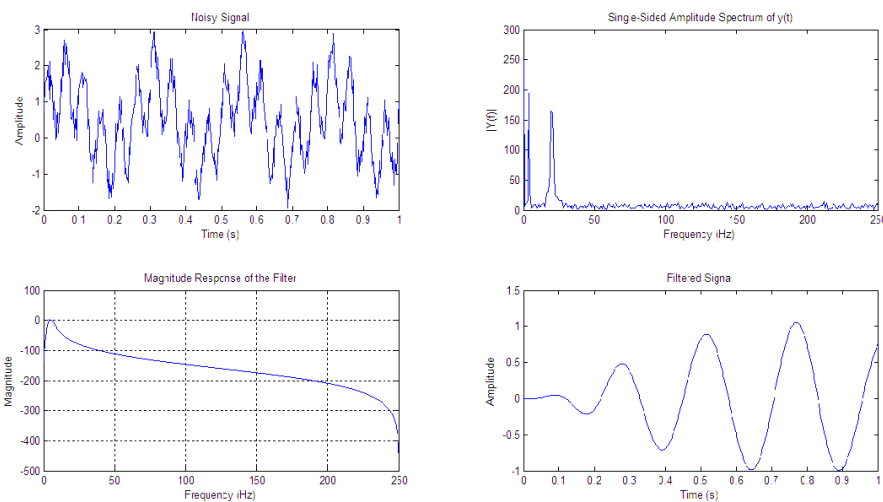 Noisy Signal
3
2
1
0
-1
-2
Amplitude
0 0.1 0.2 0.3 0.4 0.5 0.6 0.7 0.8 0.9 1
Time (s)
Single-Sided Amplitude Spectrum of y(t)
300
250
200
150
100
50
0
|Y(f)|
0 50 100 150 200 250
Frequency (Hz)
Magnitude Response of the Filter
100
0
-100
-200
-300
-400
-500
Magnitude
0 50 100 150 200 250
Frequency (Hz)
Filtered Signal
1.5
1
0.5
0
-0.5
-1
Amplitude
0 0.1 0.2 0.3 0.4 0.5 0.6 0.7 0.8 0.9 1
Time (s)